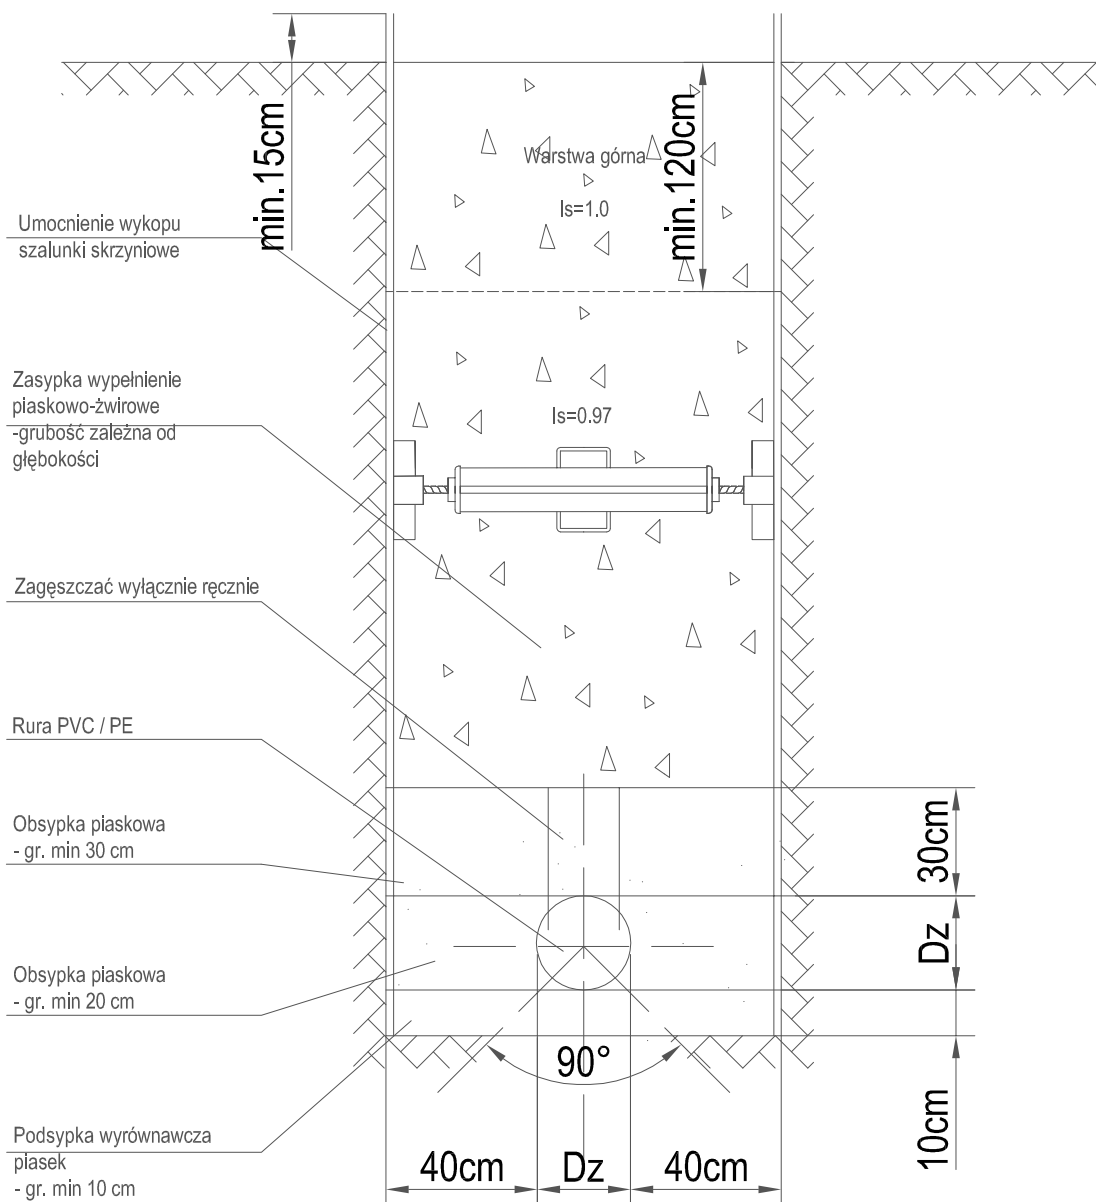 min.15cm
min.120cm
Warstwa górna
Is=1.0
Umocnienie wykopu
szalunki skrzyniowe
Zasypka wypełnienie
piaskowo-żwirowe
-grubość zależna od
głębokości
Is=0.97
Zagęszczać wyłącznie ręcznie
Rura PVC / PE
Obsypka piaskowa
- gr. min 30 cm
30cm
Dz
Obsypka piaskowa
- gr. min 20 cm
90°
10cm
Podsypka wyrównawcza
piasek
- gr. min 10 cm
40cm
Dz
40cm